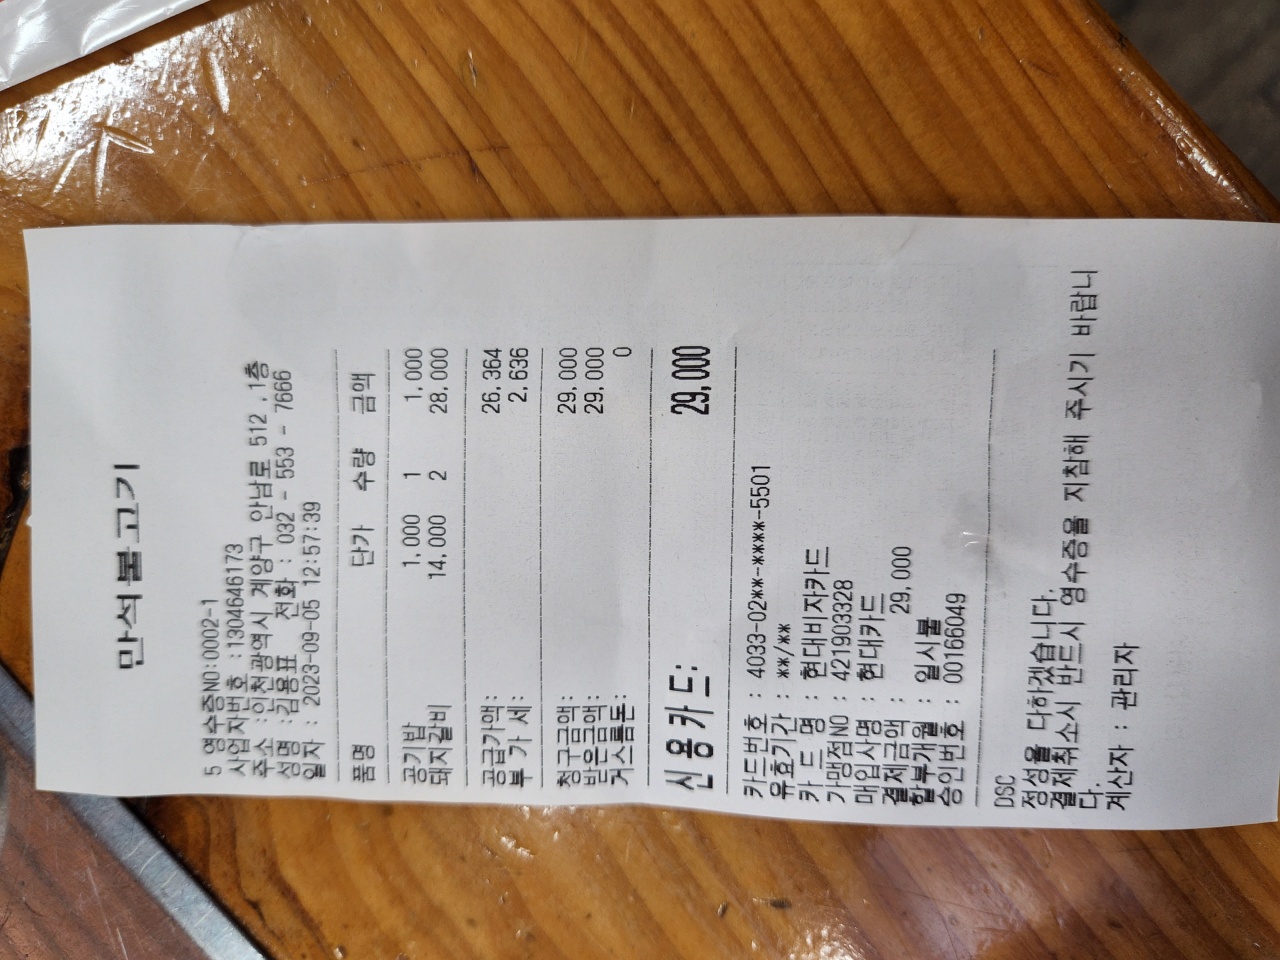 만석불고기
5 영수증NO:0002-1
사업자번호 :1304646173
주소 :인천광역시 계양구 안남로 512 ,1층
성명 :김용표 전화 : 032 - 553 - 7666
일자 : 2023-09-05 12:57:39
품명 단가 수량 금액
공기밥 1,000 1 1,000
돼지갈비 14,000 2 28,000
공급가액: 26,364
부 가 세: 2,636
청구금액: 29,000
받은금액: 29,000
거스름돈: 0
신용카드: 29,000
카드번호 : 4033-02**-****-5501
유효기간 : **/**
카 드 명 : 현대비자카드
가맹점NO : 421903328
매입사명 : 현대카드
결제금액: 29,000
할부개월 : 일시불
승인번호 : 00166049
DSC
정성을 다하겠습니다.
결제취소시 반드시 영수증을 지참해 주시기 바랍니
다.
계산자 : 관리자